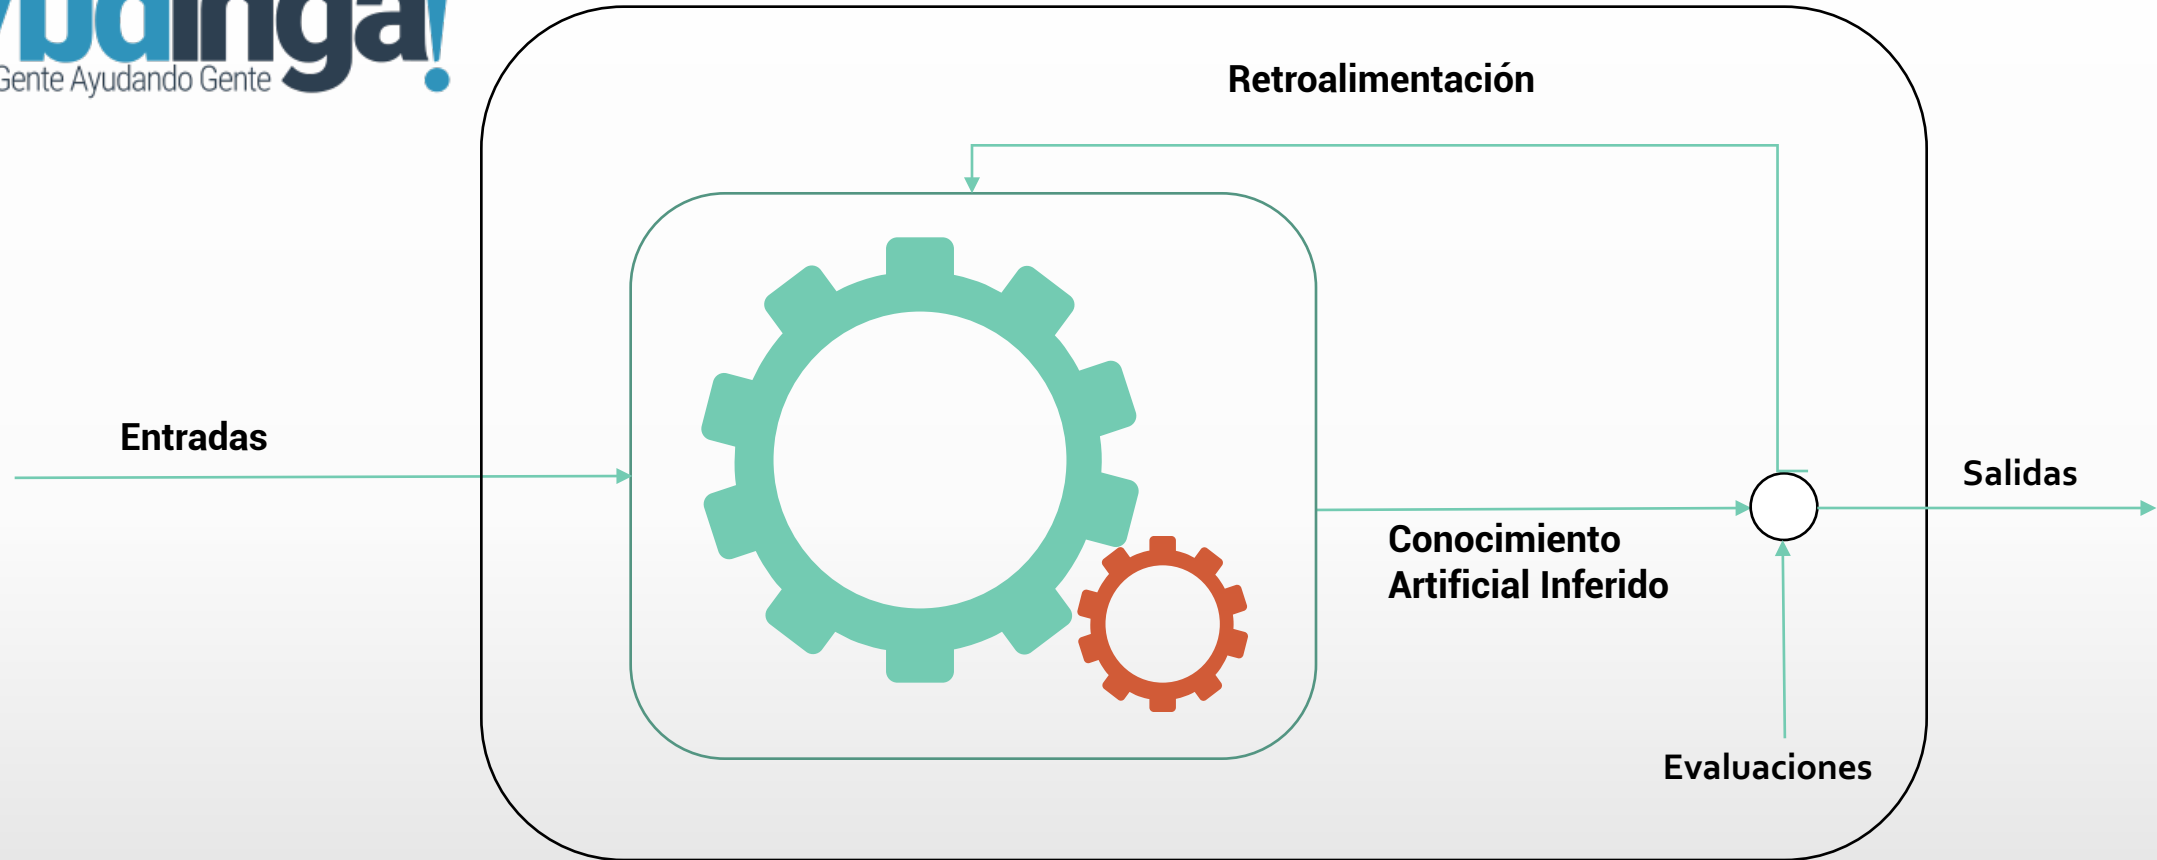 Gente Ayudando Gente
Retroalimentación
Entradas
Salidas
Conocimiento
Artificial Inferido
Evaluaciones